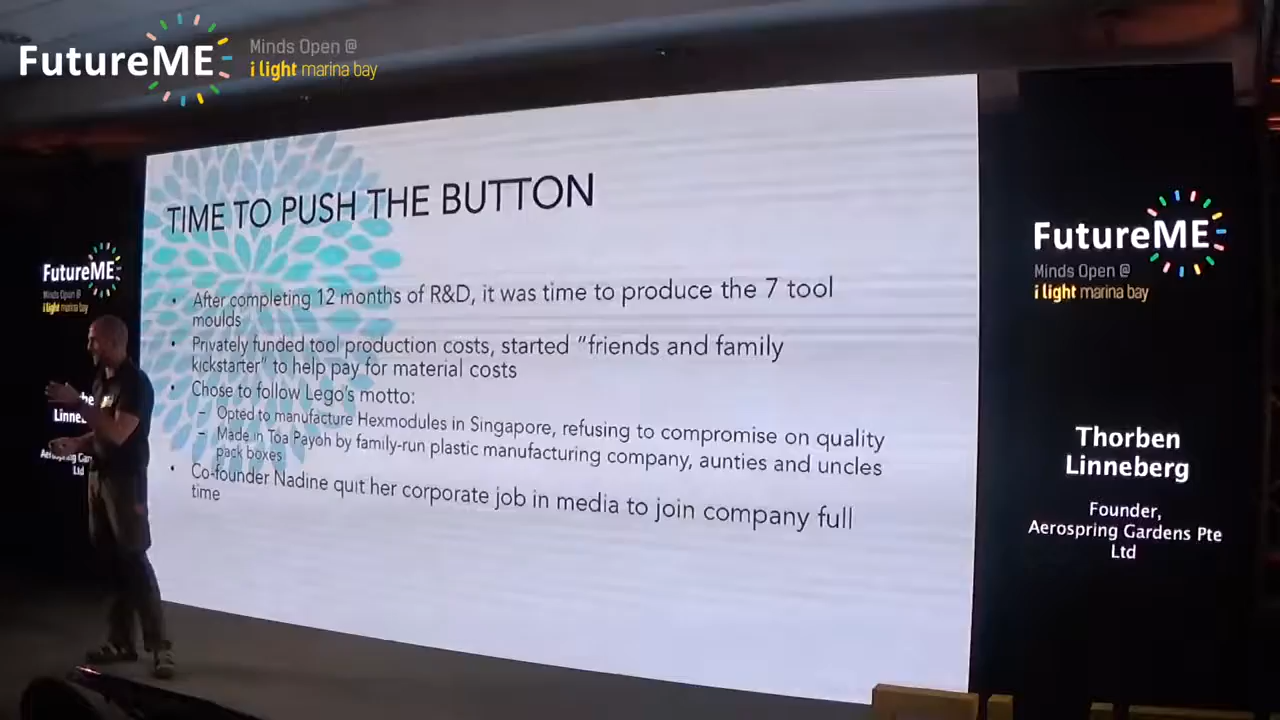 FutureME
Minds Open @
i light marina bay
TIME TO PUSH THE BUTTON
• After completing 12 months of R&D, it was time to produce the 7 tool
moulds
• Privately funded tool production costs, started “friends and family
kickstarter” to help pay for material costs
• Chose to follow Lego’s motto:
– Opted to manufacture Hexmodules in Singapore, refusing to compromise on quality
– Made in Toa Payoh by family-run plastic manufacturing company, aunties and uncles
pack boxes
• Co-founder Nadine quit her corporate job in media to join company full
time
FutureME
Minds Open @
i light marina bay
Linne
Ltd
FutureME
Minds Open @
i light marina bay
Thorben
Linneberg
Founder,
Aerospring Gardens Pte
Ltd